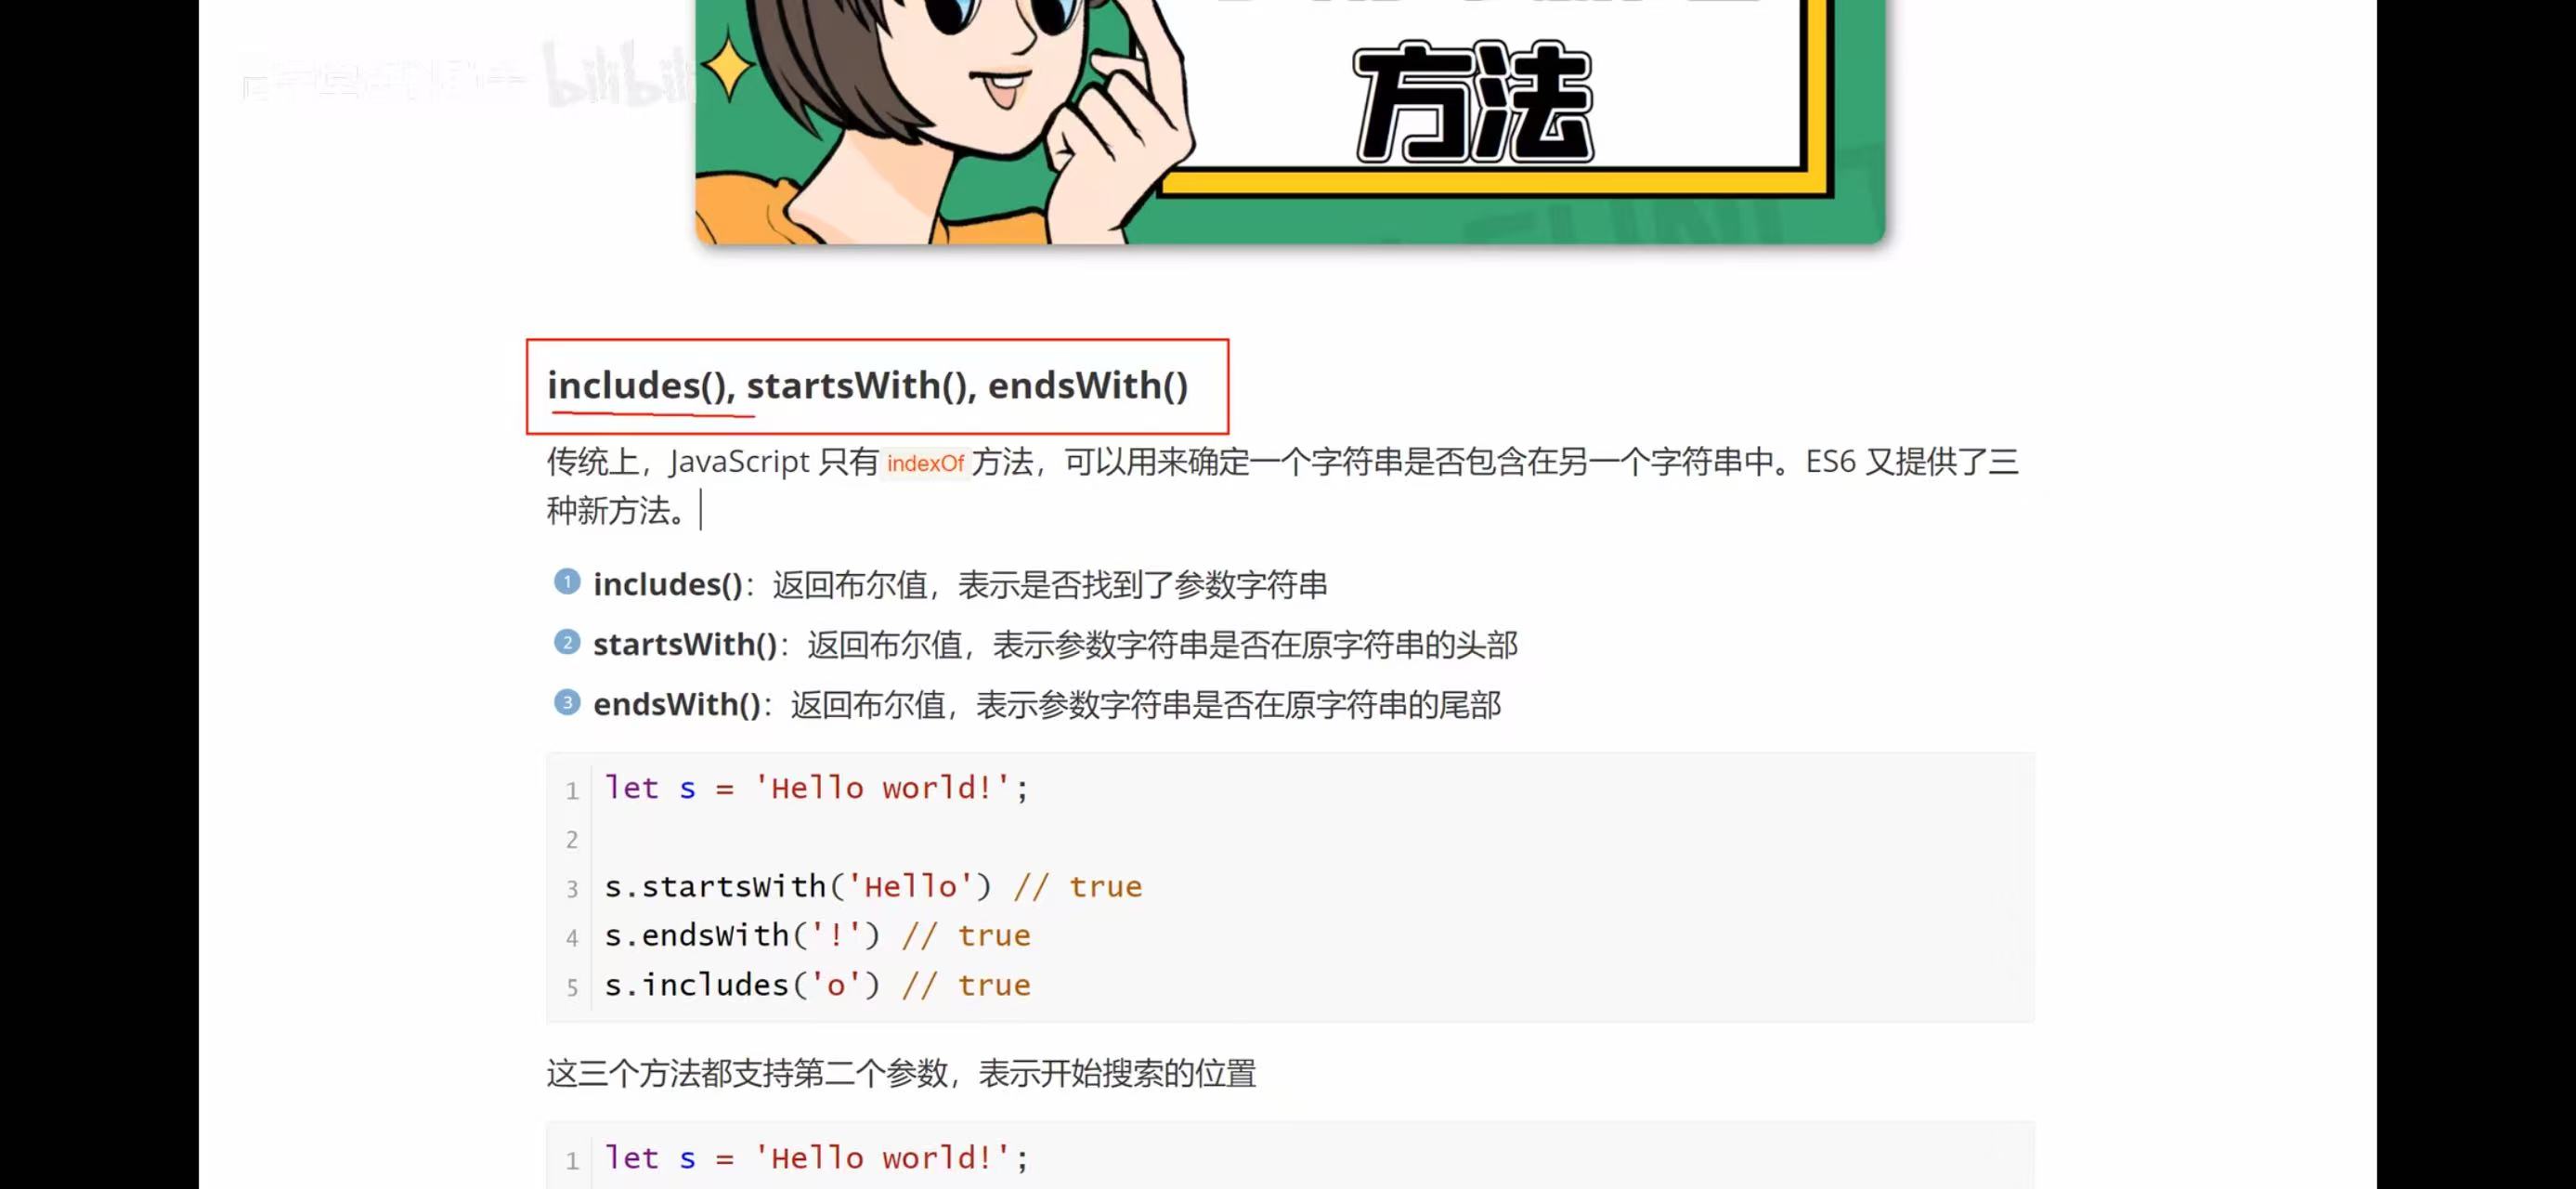 bilibili
方法
includes(), startsWith(), endsWith()
传统上，JavaScript 只有 indexOf 方法，可以用来确定一个字符串是否包含在另一个字符串中。ES6 又提供了三
种新方法。
1 includes()：返回布尔值，表示是否找到了参数字符串
2 startsWith()：返回布尔值，表示参数字符串是否在原字符串的头部
3 endsWith()：返回布尔值，表示参数字符串是否在原字符串的尾部
1 let s = 'Hello world!';
2
3 s.startsWith('Hello') // true
4 s.endsWith('!') // true
5 s.includes('o') // true
这三个方法都支持第二个参数，表示开始搜索的位置
1 let s = 'Hello world!';